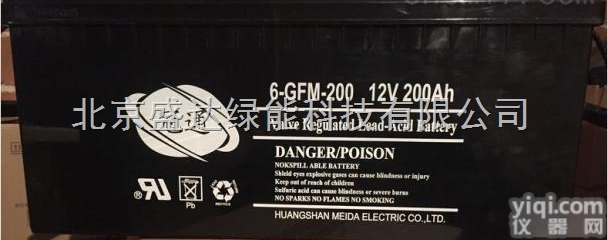 6-GFM-200 12V 200Ah
北京盛达绿能科技有限公司
盛通
Valve Regulated Lead-Acid Battery
DANGER/POISON
NOKSPILL ABLE BATTERY
Shield eyes explosive gases can cause blindness or injury
Keep out of reach of children
Sulfuric acid can cause blindness or severe burns
NO SPARKS NO FLAMES NO SMOKING
Pb
HUANGSHAN MEIDA ELECTRIC CO.,LTD.
yiqi.com
仪器网